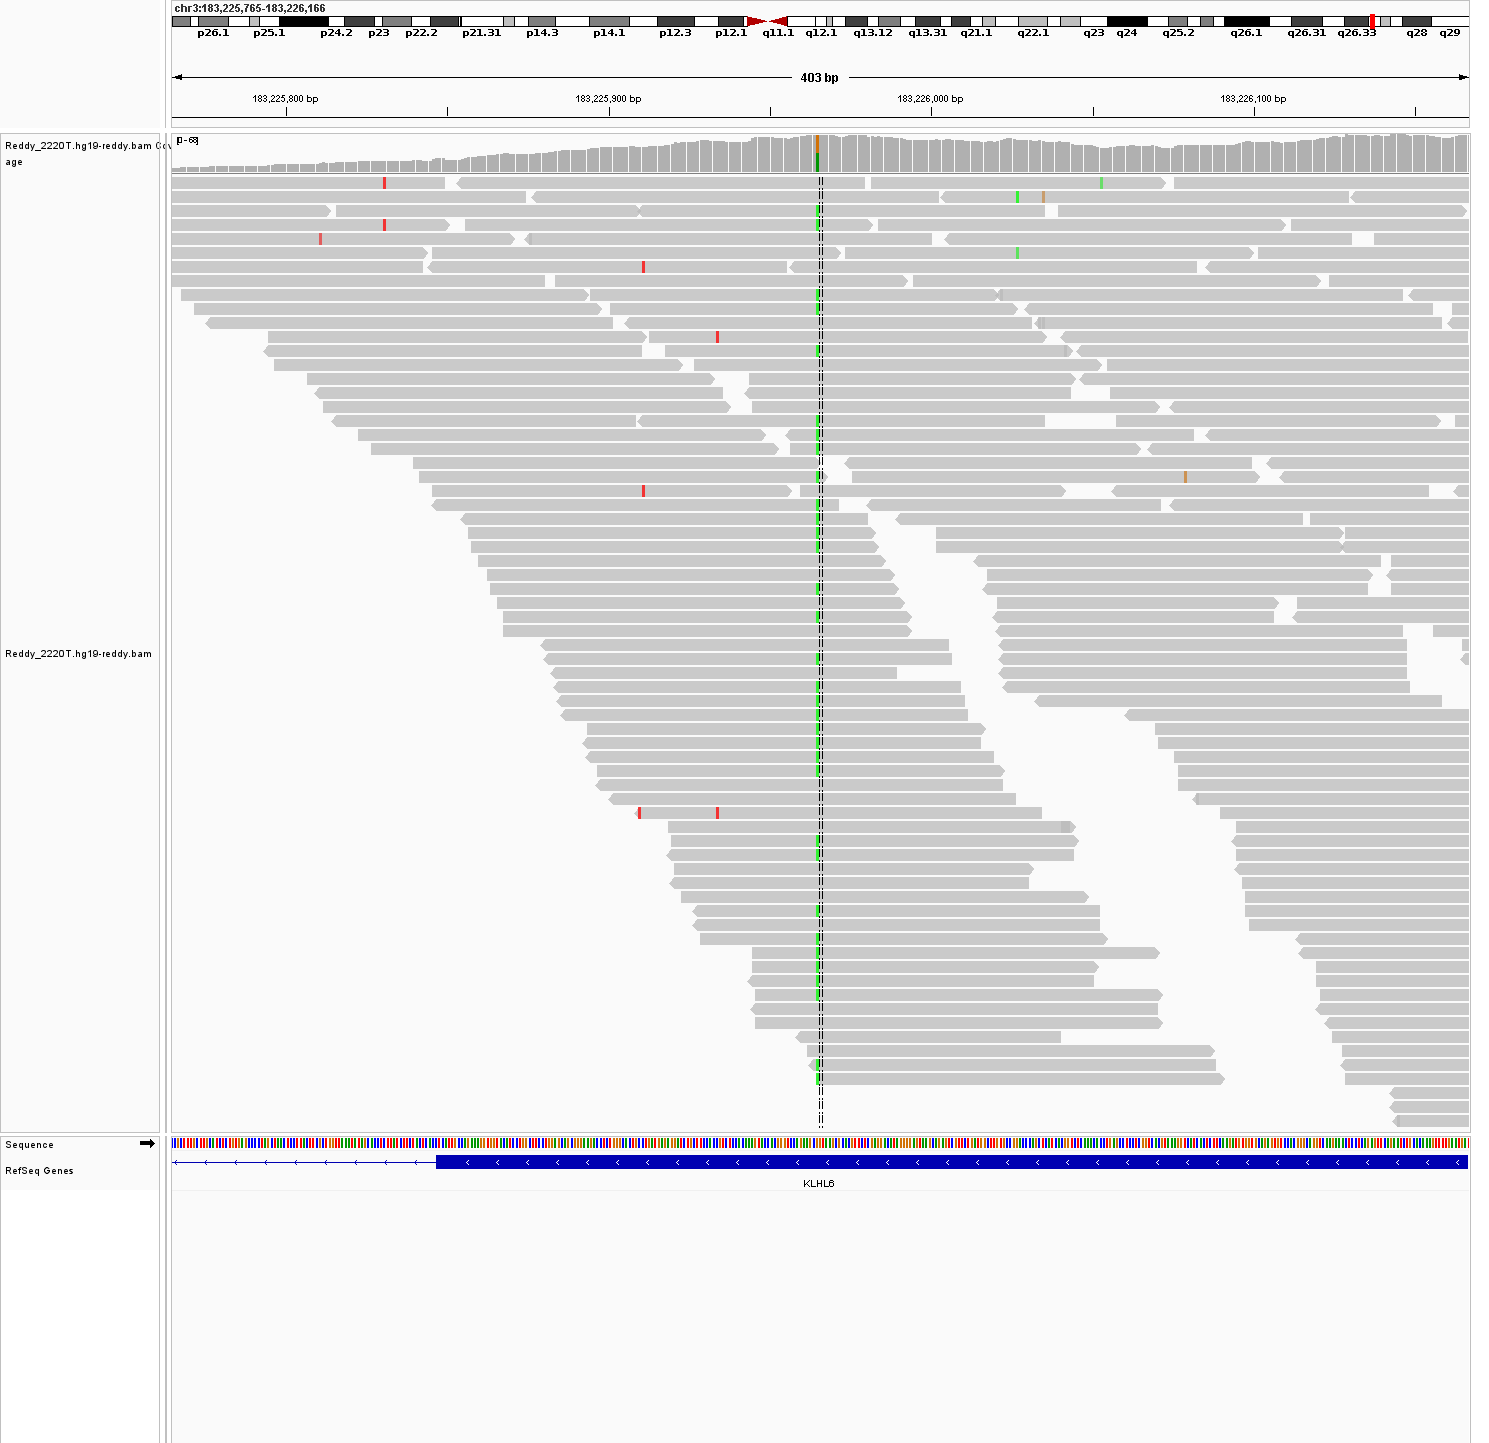 chr3:183,225,765-183,226,166
p26.1 p25.1 p24.2 p23 p22.2 p21.31 p14.3 p14.1 p12.3 p12.1 q11.1 q12.1 q13.12 q13.31 q21.1 q22.1 q23 q24 q25.2 q26.1 q26.31 q26.33 q28 q29
403 bp
183,225,800 bp 183,225,900 bp 183,226,000 bp 183,226,100 bp
Reddy_2220T.hg19-reddy.bam Cov
age
[0-68]
Reddy_2220T.hg19-reddy.bam
Sequence
RefSeq Genes
KLHL6